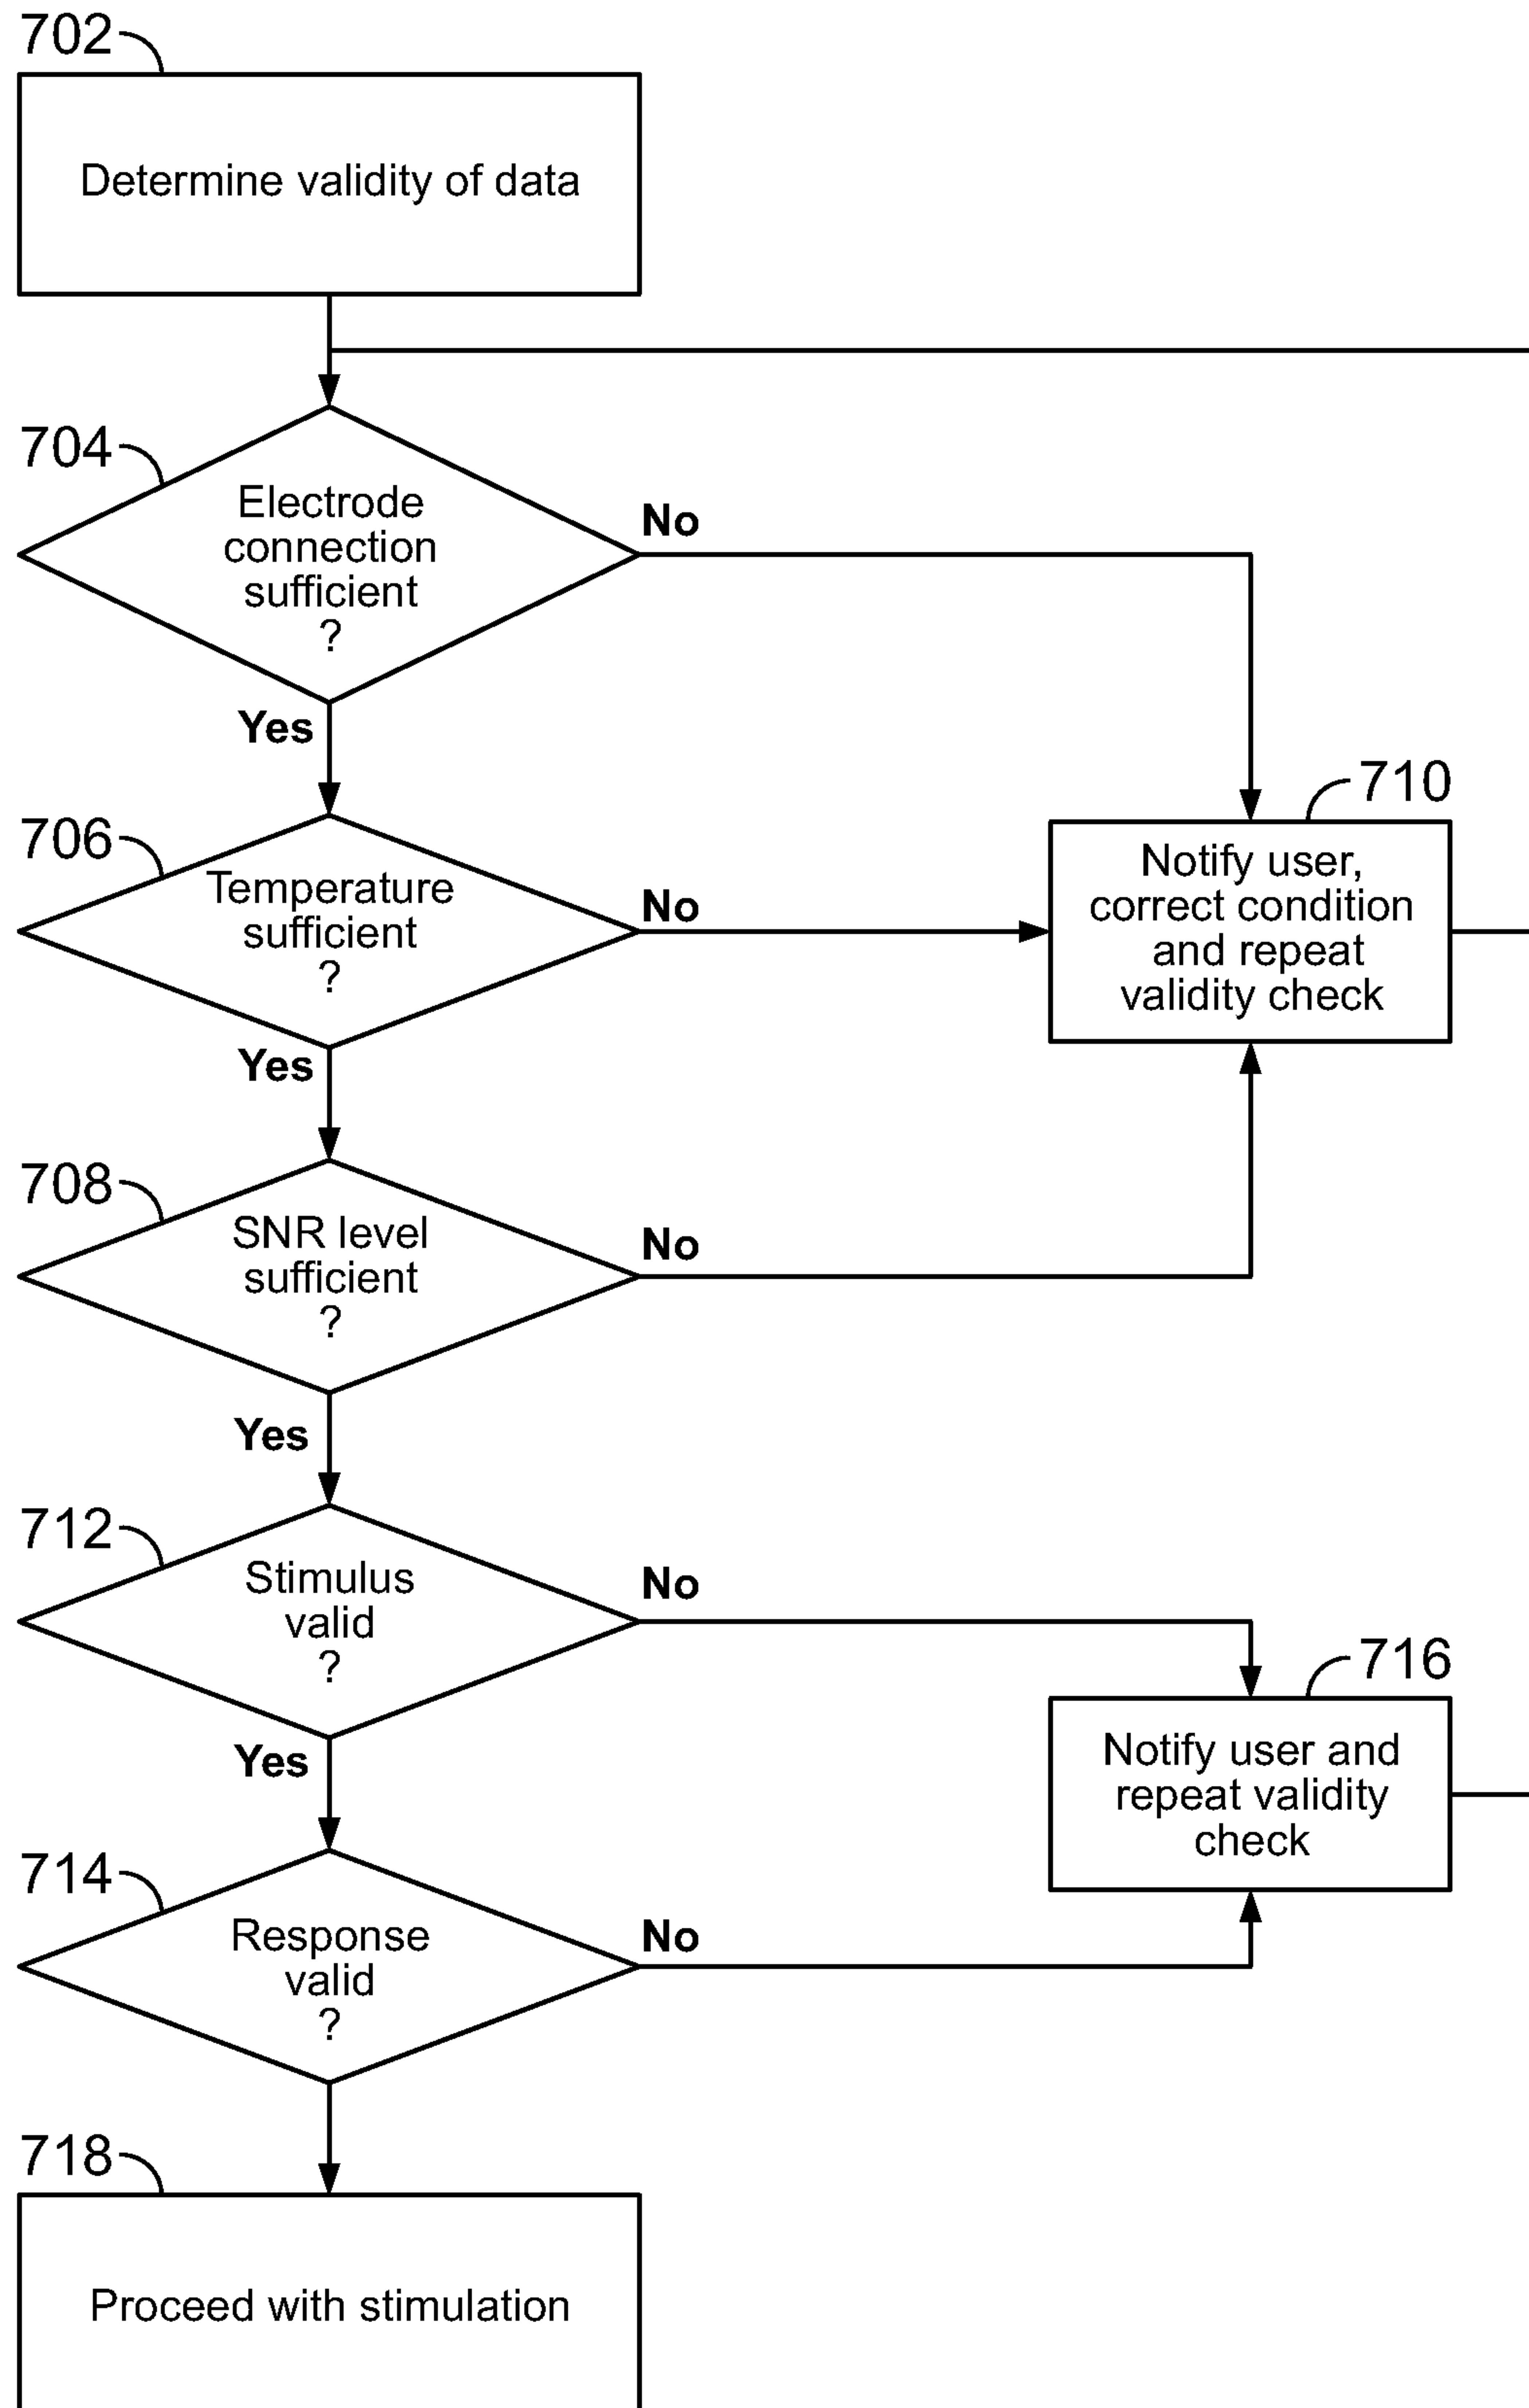 702
Determine validity of data
704
Electrode
connection
sufficient
?
No
Yes
706
Temperature
sufficient
?
No
710
Notify user,
correct condition
and repeat
validity check
Yes
708
SNR level
sufficient
?
No
Yes
712
Stimulus
valid
?
No
716
Notify user and
repeat validity
check
Yes
714
Response
valid
?
No
718
Proceed with stimulation